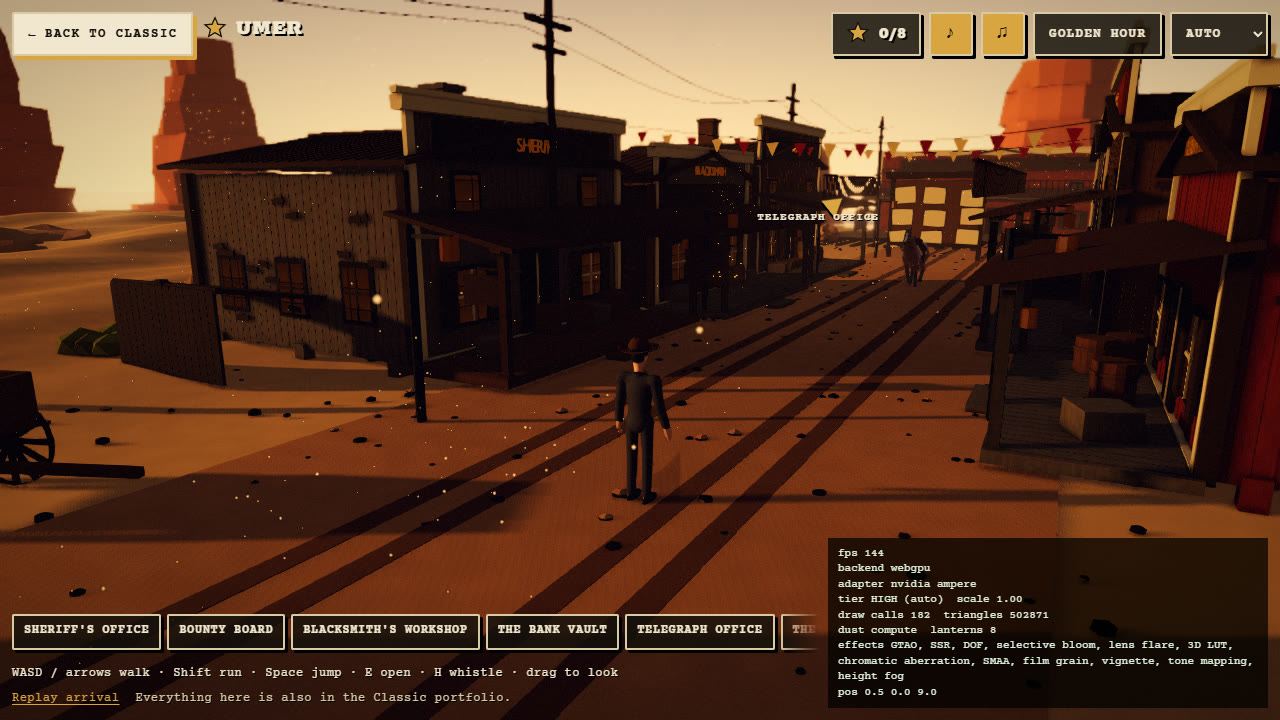 ← BACK TO CLASSIC
UMER
0/8
GOLDEN HOUR
AUTO
SHERIFF
BLACKSMITH
TELEGRAPH OFFICE
fps 144
backend webgpu
adapter nvidia ampere
tier HIGH (auto) scale 1.00
draw calls 182 triangles 502871
dust compute lanterns 8
effects GTAO, SSR, DOF, selective bloom, lens flare, 3D LUT,
chromatic aberration, SMAA, film grain, vignette, tone mapping,
height fog
pos 0.5 0.0 9.0
SHERIFF'S OFFICE
BOUNTY BOARD
BLACKSMITH'S WORKSHOP
THE BANK VAULT
TELEGRAPH OFFICE
THE
WASD / arrows walk · Shift run · Space jump · E open · H whistle · drag to look
Replay arrival Everything here is also in the Classic portfolio.